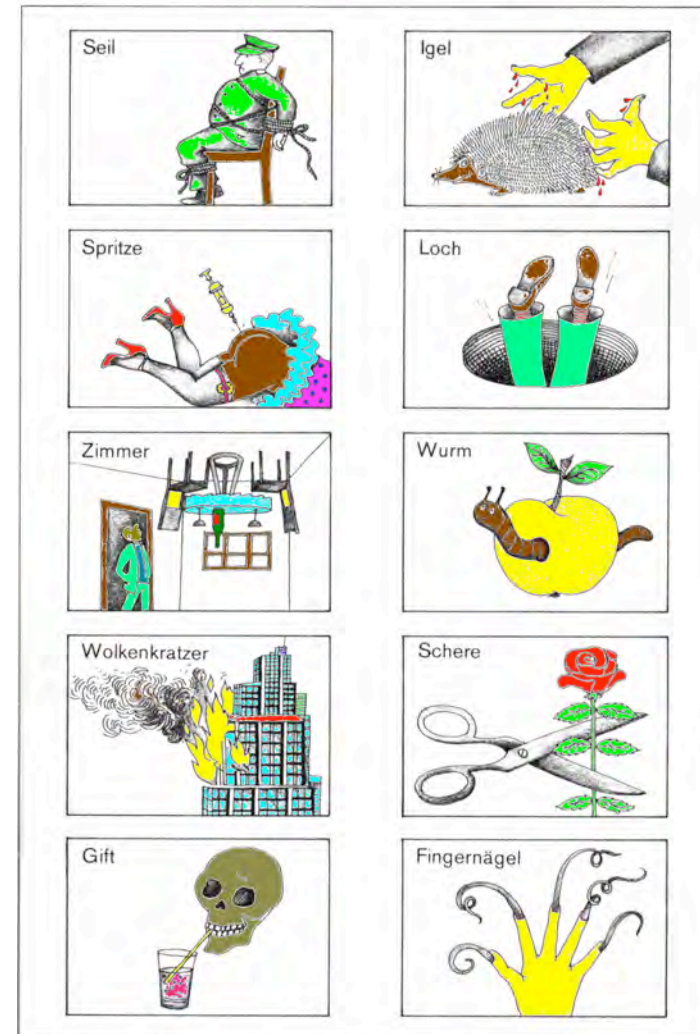 Seil
Igel
Spritze
Loch
Zimmer
Wurm
Wolkenkratzer
Schere
Gift
Fingernägel